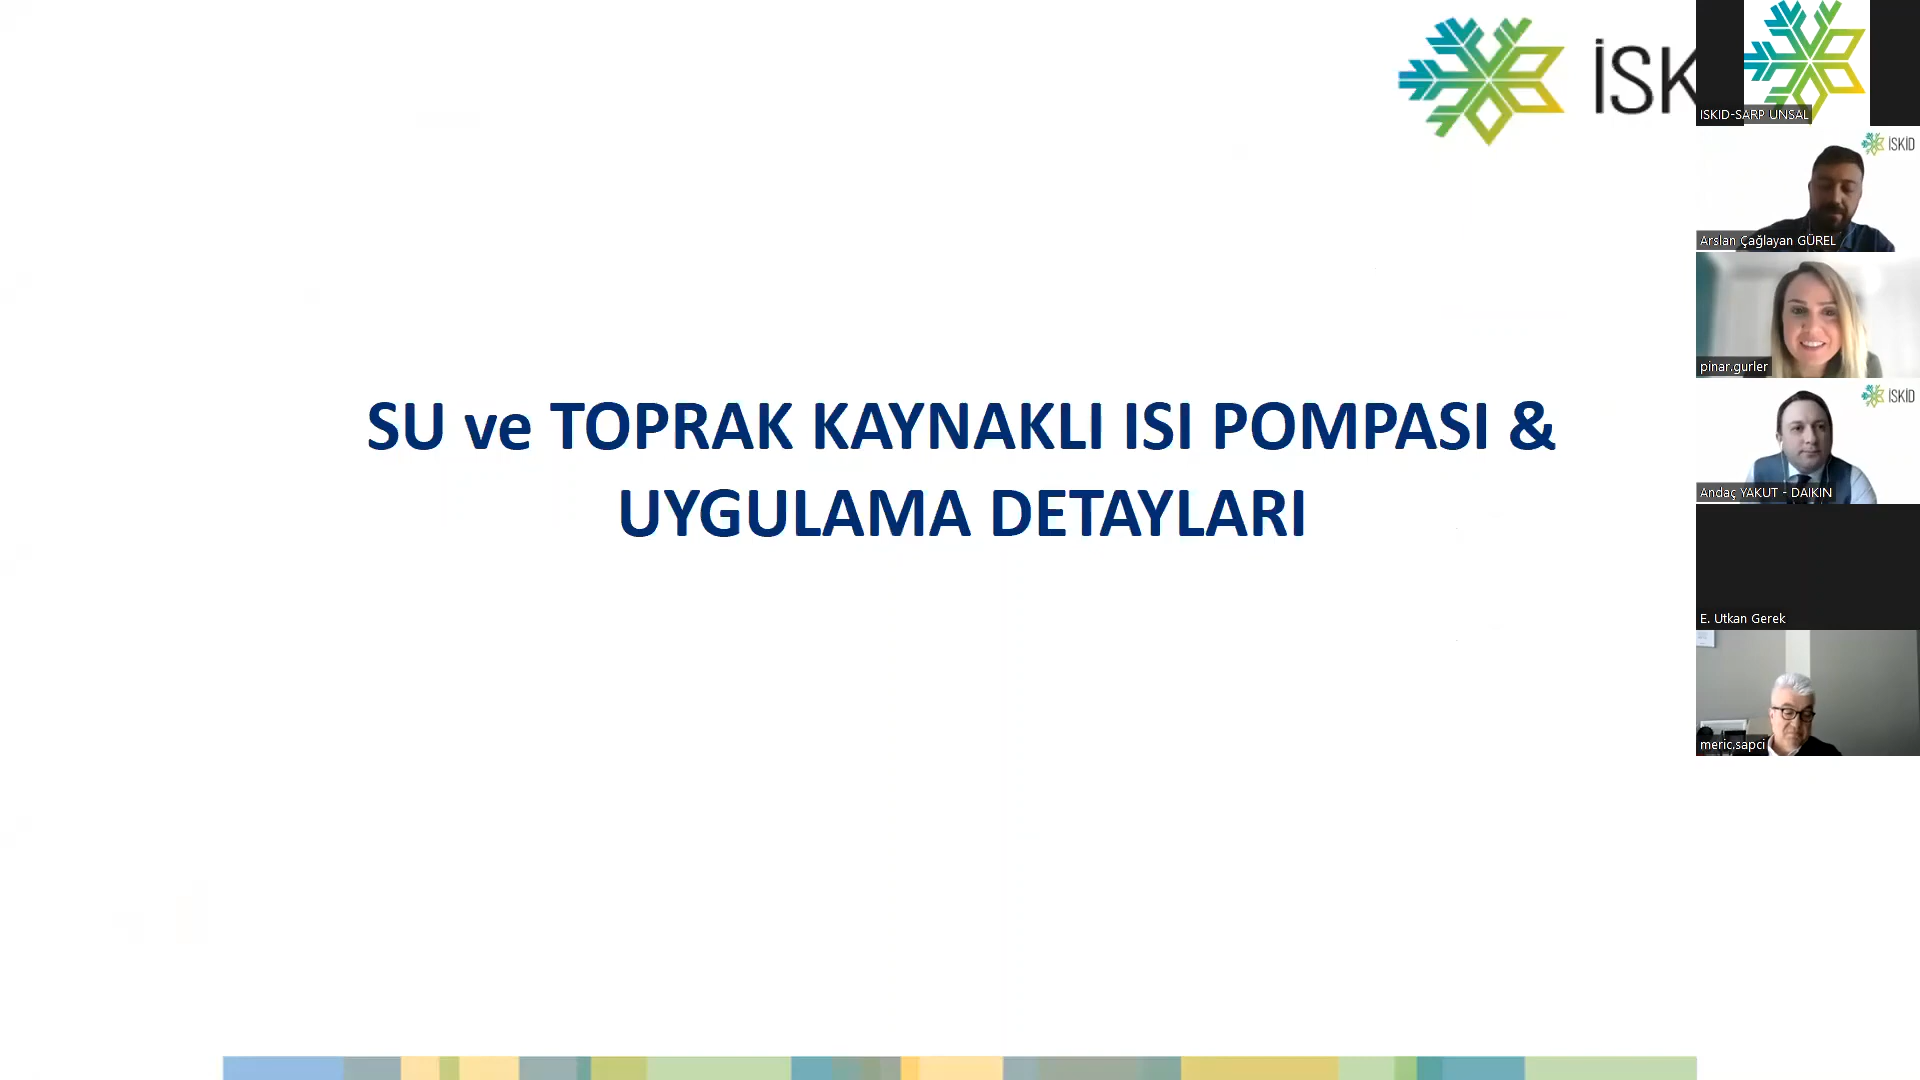 İSK
SU ve TOPRAK KAYNAKLI ISI POMPASI &
UYGULAMA DETAYLARI
ISKID-SARP ÜNSAL
İSKİD
Arslan Çağlayan GÜREL
pinar.gurler
İSKİD
Andaç YAKUT - DAIKIN
E. Utkan Gerek
meric.sapci